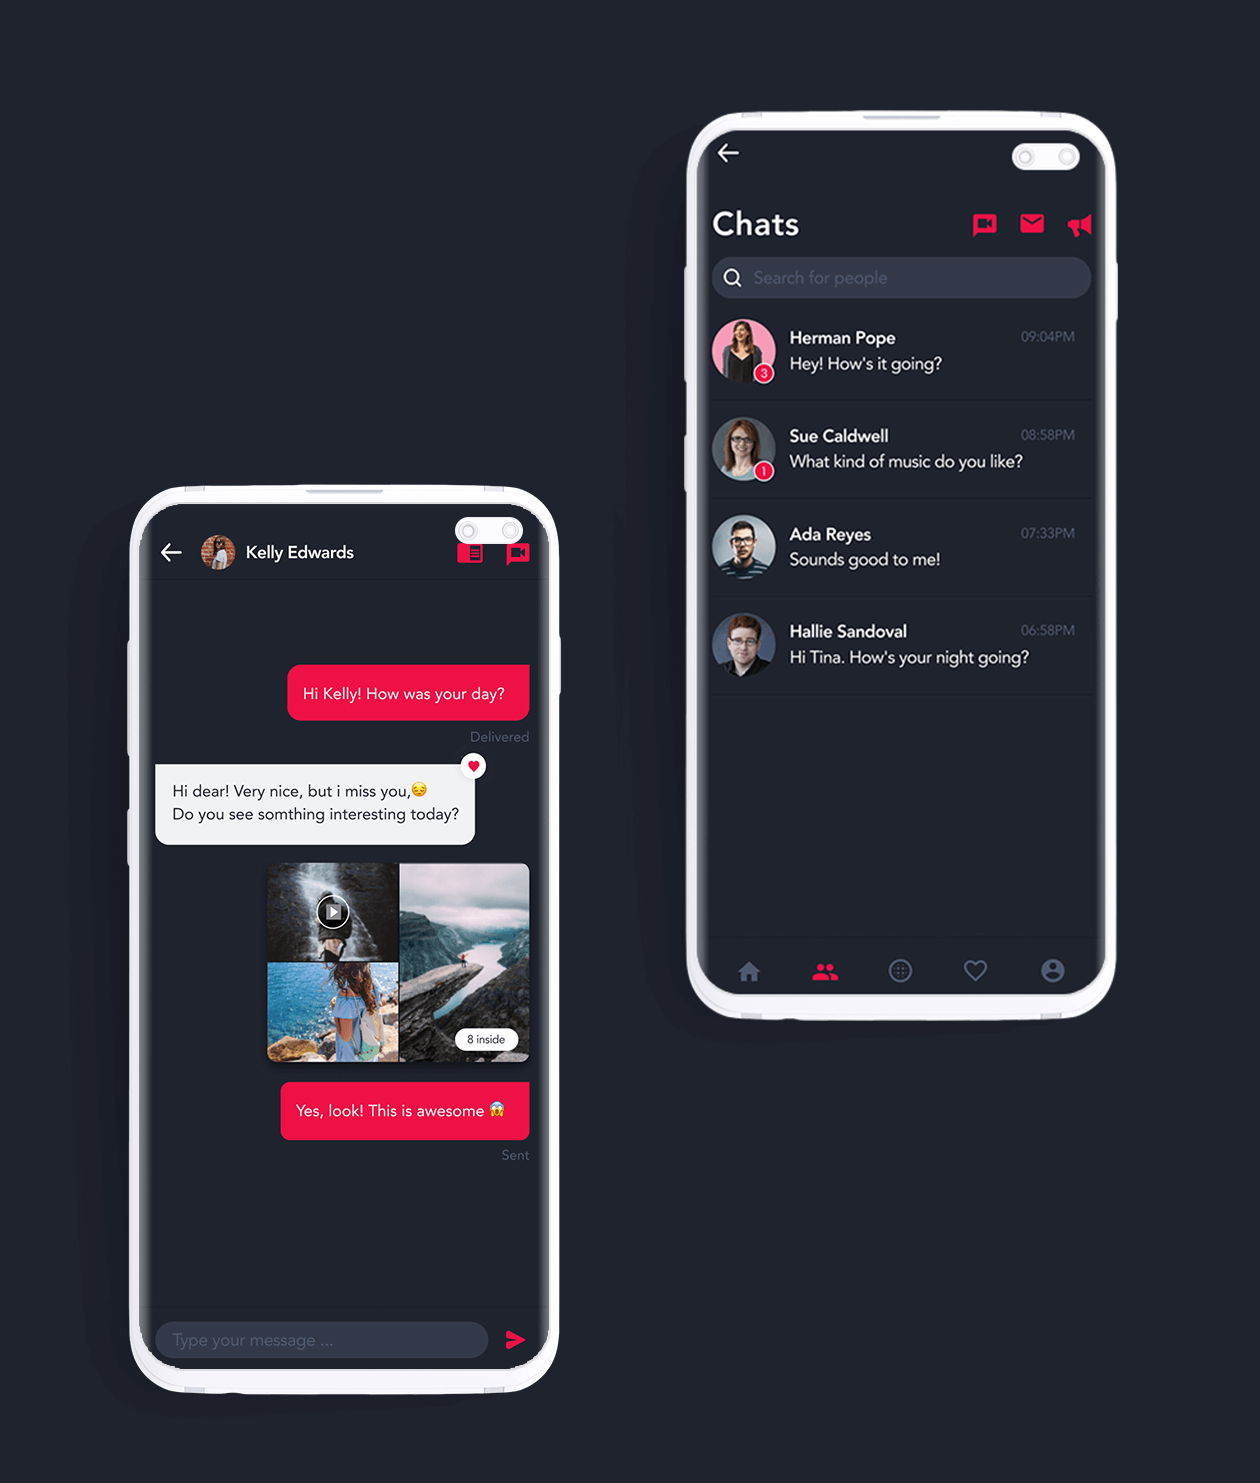 Chats
Search for people
Herman Pope
09:04PM
Hey! How's it going?
3
Sue Caldwell
08:58PM
What kind of music do you like?
1
Ada Reyes
07:33PM
Sounds good to me!
Hallie Sandoval
06:58PM
Hi Tina. How's your night going?
Kelly Edwards
Hi Kelly! How was your day?
Delivered
Hi dear! Very nice, but i miss you,😔
Do you see somthing interesting today?
8 inside
Yes, look! This is awesome 😱
Sent
Type your message ...